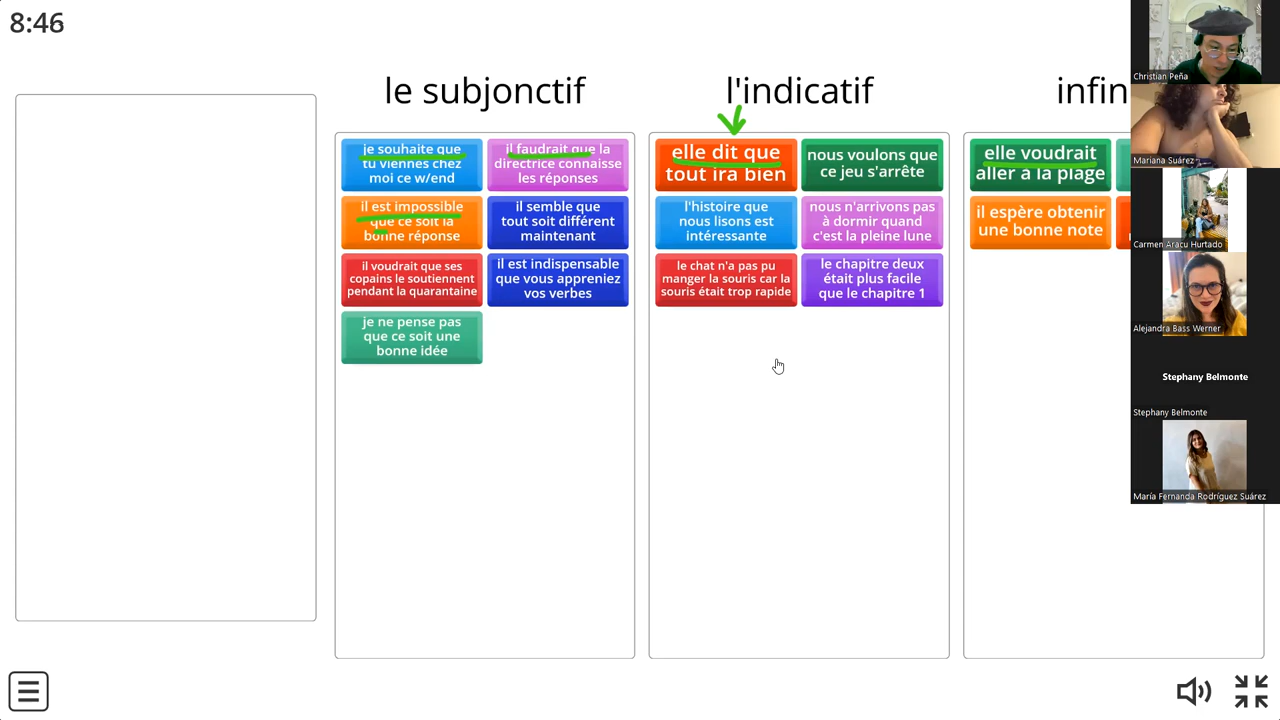 8:46
le subjonctif
l'indicatif
infin
je souhaite que
tu viennes chez
moi ce w/end
il faudrait que la
directrice connaisse
les réponses
il est impossible
que ce soit la
bonne réponse
il semble que
tout soit différent
maintenant
il voudrait que ses
copains le soutiennent
pendant la quarantaine
il est indispensable
que vous appreniez
vos verbes
je ne pense pas
que ce soit une
bonne idée
elle dit que
tout ira bien
nous voulons que
ce jeu s'arrête
l'histoire que
nous lisons est
intéressante
nous n'arrivons pas
à dormir quand
c'est la pleine lune
le chat n'a pas pu
manger la souris car la
souris était trop rapide
le chapitre deux
était plus facile
que le chapitre 1
elle voudrait
aller à la plage
il espère obtenir
une bonne note
Christian Peña
Mariana Suárez
Carmen Aracu Hurtado
Alejandra Bass Werner
Stephany Belmonte
Stephany Belmonte
María Fernanda Rodríguez Suárez